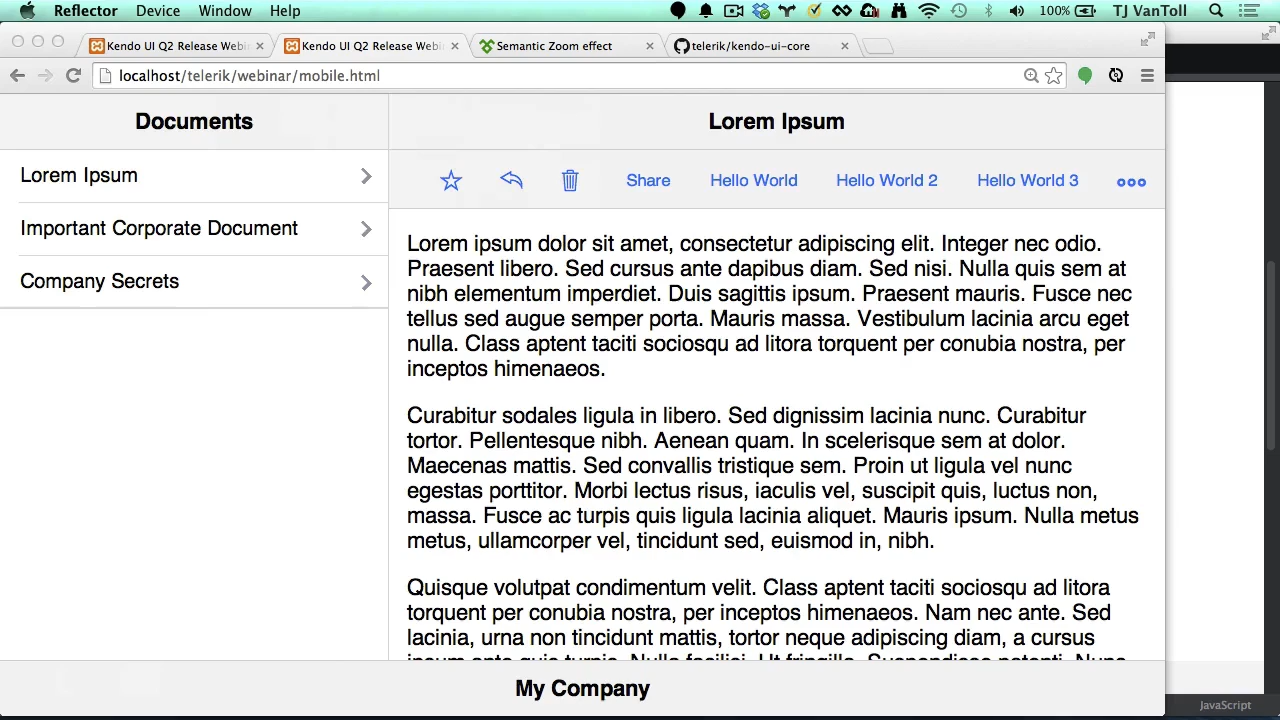 Reflector Device Window Help 100% TJ VanToll
Kendo UI Q2 Release Webi Kendo UI Q2 Release Web Semantic Zoom effect telerik/kendo-ui-core
localhost/telerik/webinar/mobile.html
Documents
Lorem Ipsum
Important Corporate Document
Company Secrets
Lorem Ipsum
Share Hello World Hello World 2 Hello World 3
Lorem ipsum dolor sit amet, consectetur adipiscing elit. Integer nec odio.
Praesent libero. Sed cursus ante dapibus diam. Sed nisi. Nulla quis sem at
nibh elementum imperdiet. Duis sagittis ipsum. Praesent mauris. Fusce nec
tellus sed augue semper porta. Mauris massa. Vestibulum lacinia arcu eget
nulla. Class aptent taciti sociosqu ad litora torquent per conubia nostra, per
inceptos himenaeos.
Curabitur sodales ligula in libero. Sed dignissim lacinia nunc. Curabitur
tortor. Pellentesque nibh. Aenean quam. In scelerisque sem at dolor.
Maecenas mattis. Sed convallis tristique sem. Proin ut ligula vel nunc
egestas porttitor. Morbi lectus risus, iaculis vel, suscipit quis, luctus non,
massa. Fusce ac turpis quis ligula lacinia aliquet. Mauris ipsum. Nulla metus
metus, ullamcorper vel, tincidunt sed, euismod in, nibh.
Quisque volutpat condimentum velit. Class aptent taciti sociosqu ad litora
torquent per conubia nostra, per inceptos himenaeos. Nam nec ante. Sed
lacinia, urna non tincidunt mattis, tortor neque adipiscing diam, a cursus
My Company
JavaScript